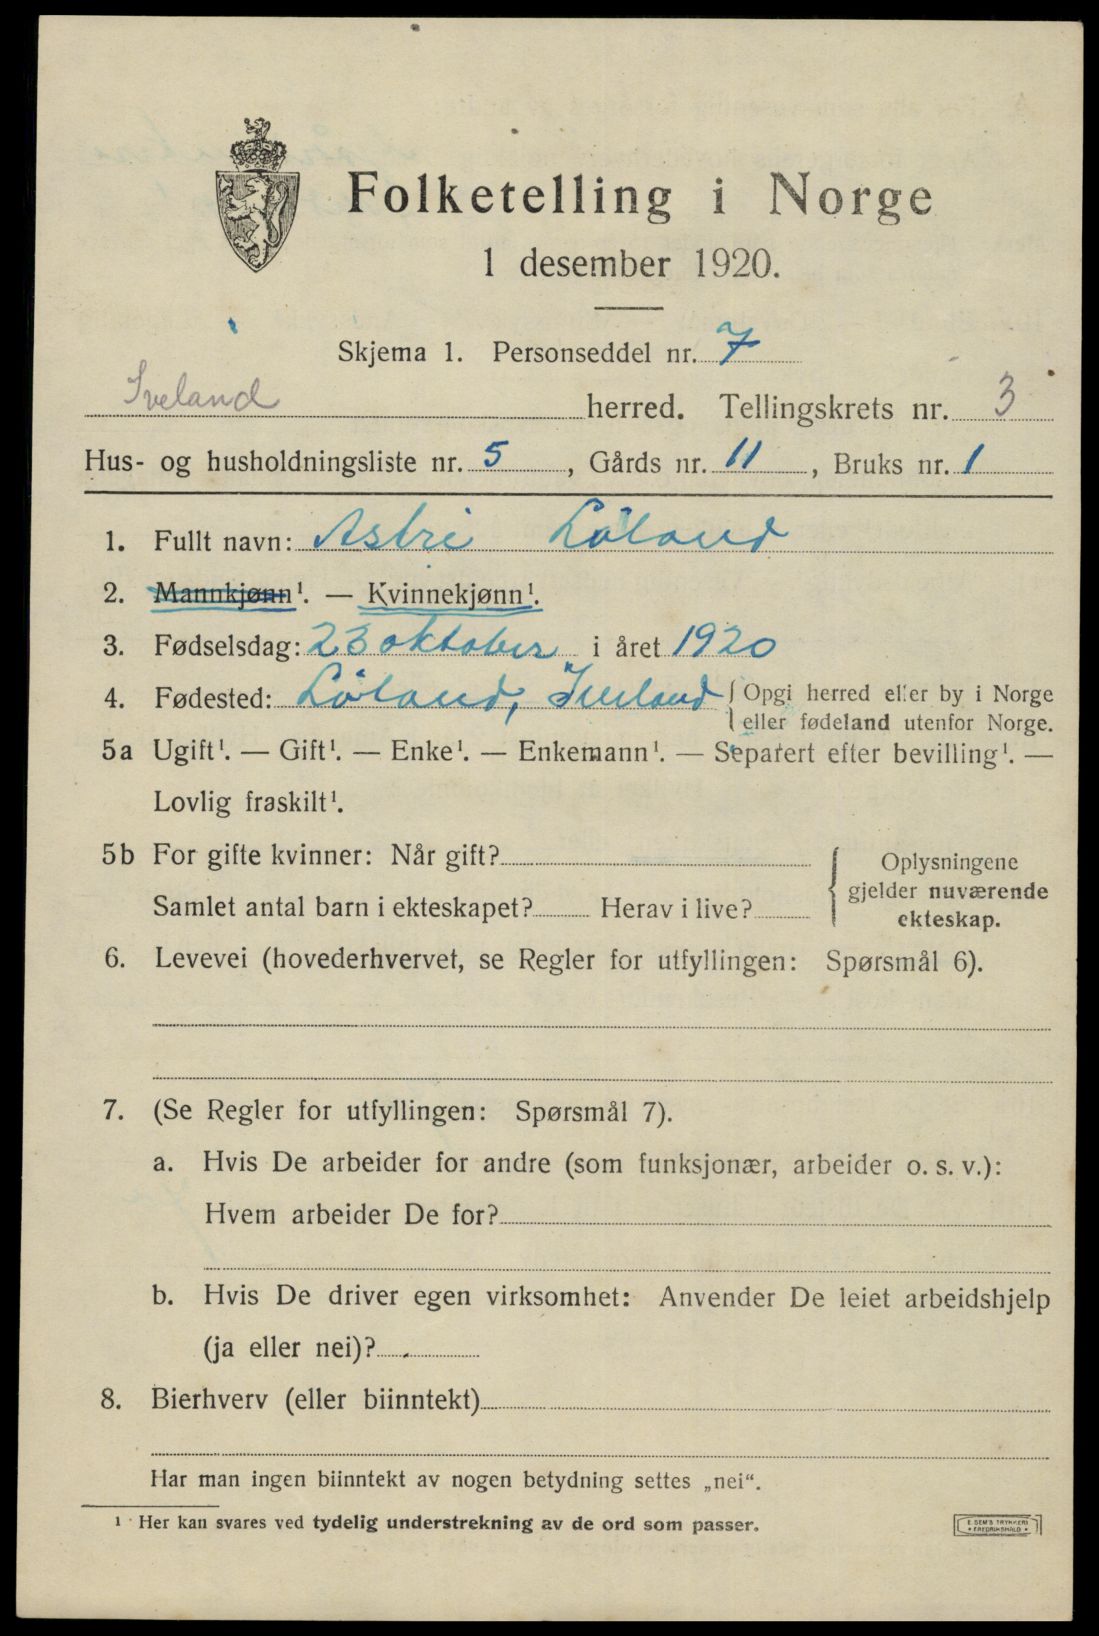 Folketelling i Norge
1 desember 1920.
Skjema 1. Personseddel nr. 7
Iveland herred. Tellingskrets nr. 3
Hus- og husholdningsliste nr. 5, Gårds nr. 11, Bruks nr. 1
1. Fullt navn: Astri Løland
2. Mannkjønn¹. — Kvinnekjønn¹.
3. Fødselsdag: 23 oktober i året 1920
4. Fødested: Løland, Iveland { Opgi herred eller by i Norge
eller fødeland utenfor Norge.
5a Ugift¹. — Gift¹. — Enke¹. — Enkemann¹. — Separert efter bevilling¹. —
Lovlig fraskilt¹.
5b For gifte kvinner: Når gift?
Samlet antal barn i ekteskapet? Herav i live?
{ Oplysningene
gjelder nuværende
ekteskap.
6. Levevei (hovederhvervet, se Regler for utfyllingen: Spørsmål 6).
7. (Se Regler for utfyllingen: Spørsmål 7).
a. Hvis De arbeider for andre (som funksjonær, arbeider o. s. v.):
Hvem arbeider De for?
b. Hvis De driver egen virksomhet: Anvender De leiet arbeidshjelp
(ja eller nei)?
8. Bierhverv (eller biinntekt)
Har man ingen biinntekt av nogen betydning settes „nei“.
¹ Her kan svares ved tydelig understrekning av de ord som passer.
E. SEM'S TRYKKERI
• FREDRIKSHALD •